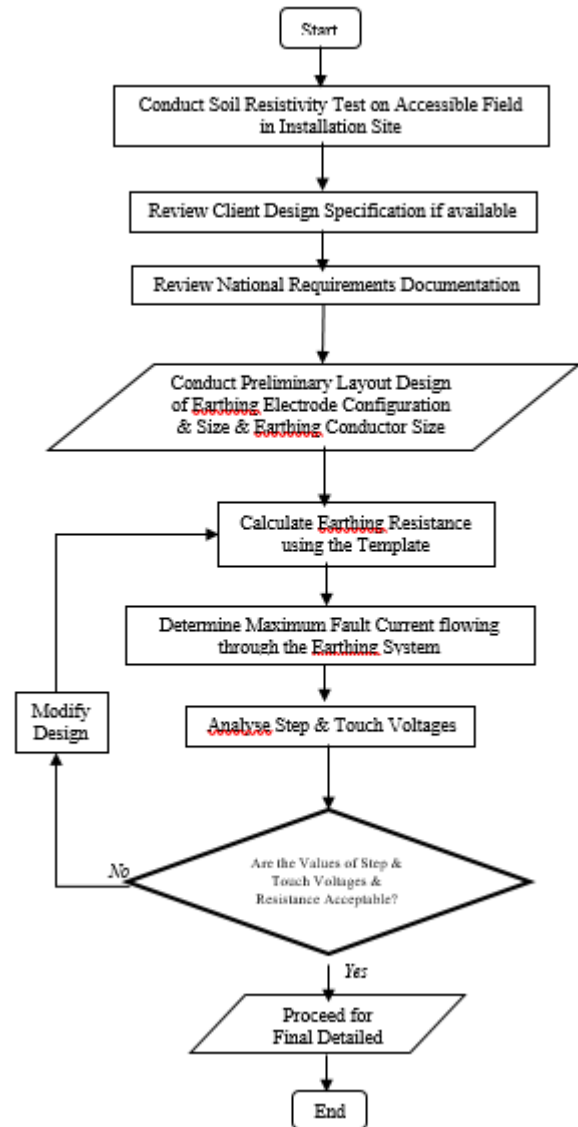 Start
Conduct Soil Resistivity Test on Accessible Field
in Installation Site
Review Client Design Specification if available
Review National Requirements Documentation
Conduct Preliminary Layout Design
of Earthing Electrode Configuration
& Size & Earthing Conductor Size
Calculate Earthing Resistance
using the Template
Determine Maximum Fault Current flowing
through the Earthing System
Modify
Design
Analyse Step & Touch Voltages
No
Are the Values of Step &
Touch Voltages &
Resistance Acceptable?
Yes
Proceed for
Final Detailed
End